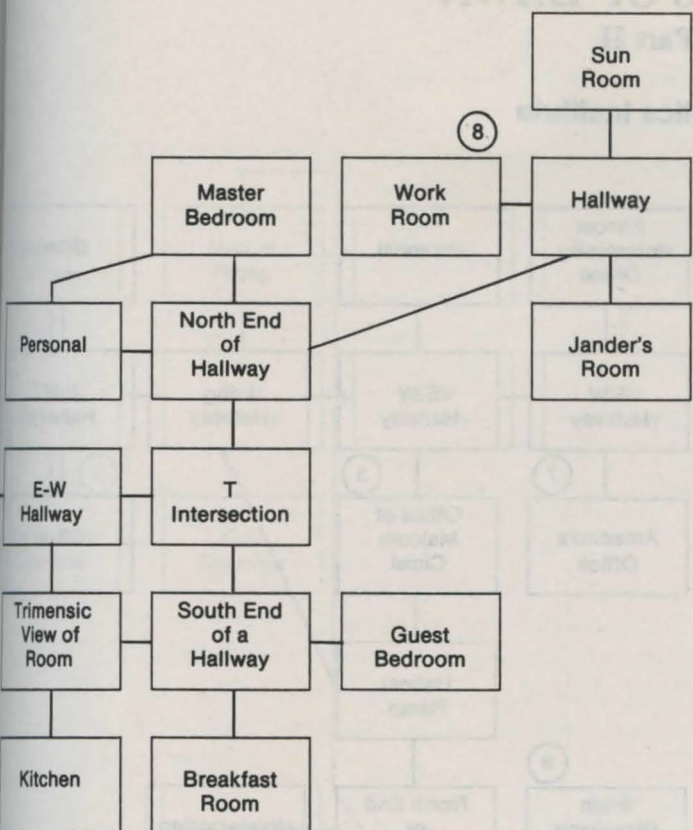 Sun
Room
8
Master
Bedroom
Work
Room
Hallway
Personal
North End
of
Hallway
Jander's
Room
E-W
Hallway
T
Intersection
Trimensic
View of
Room
South End
of a
Hallway
Guest
Bedroom
Kitchen
Breakfast
Room